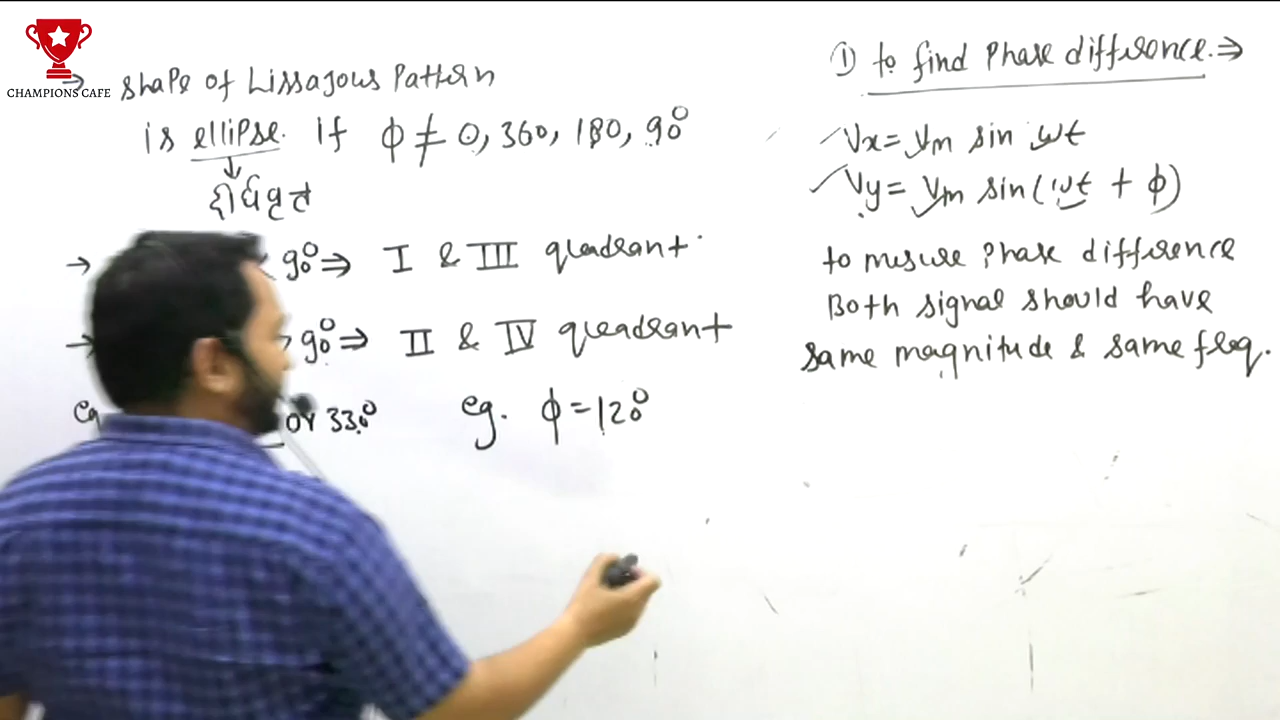 CHAMPIONS CAFE
→ Shape of Lissajous Pattern
is ellipse. If ϕ ≠ 0, 360, 180, 90°
दीर्घवृत
→ 90° ⇒ I & III quadrant.
→ 90° ⇒ II & IV quadrant
eg or 330° eg. ϕ = 120°
① to find Phase difference. ⇒
Vx = Vm sin ωt
Vy = Vm sin(ωt + ϕ)
to mesure Phase difference
Both signal should have
same magnitude & same freq.